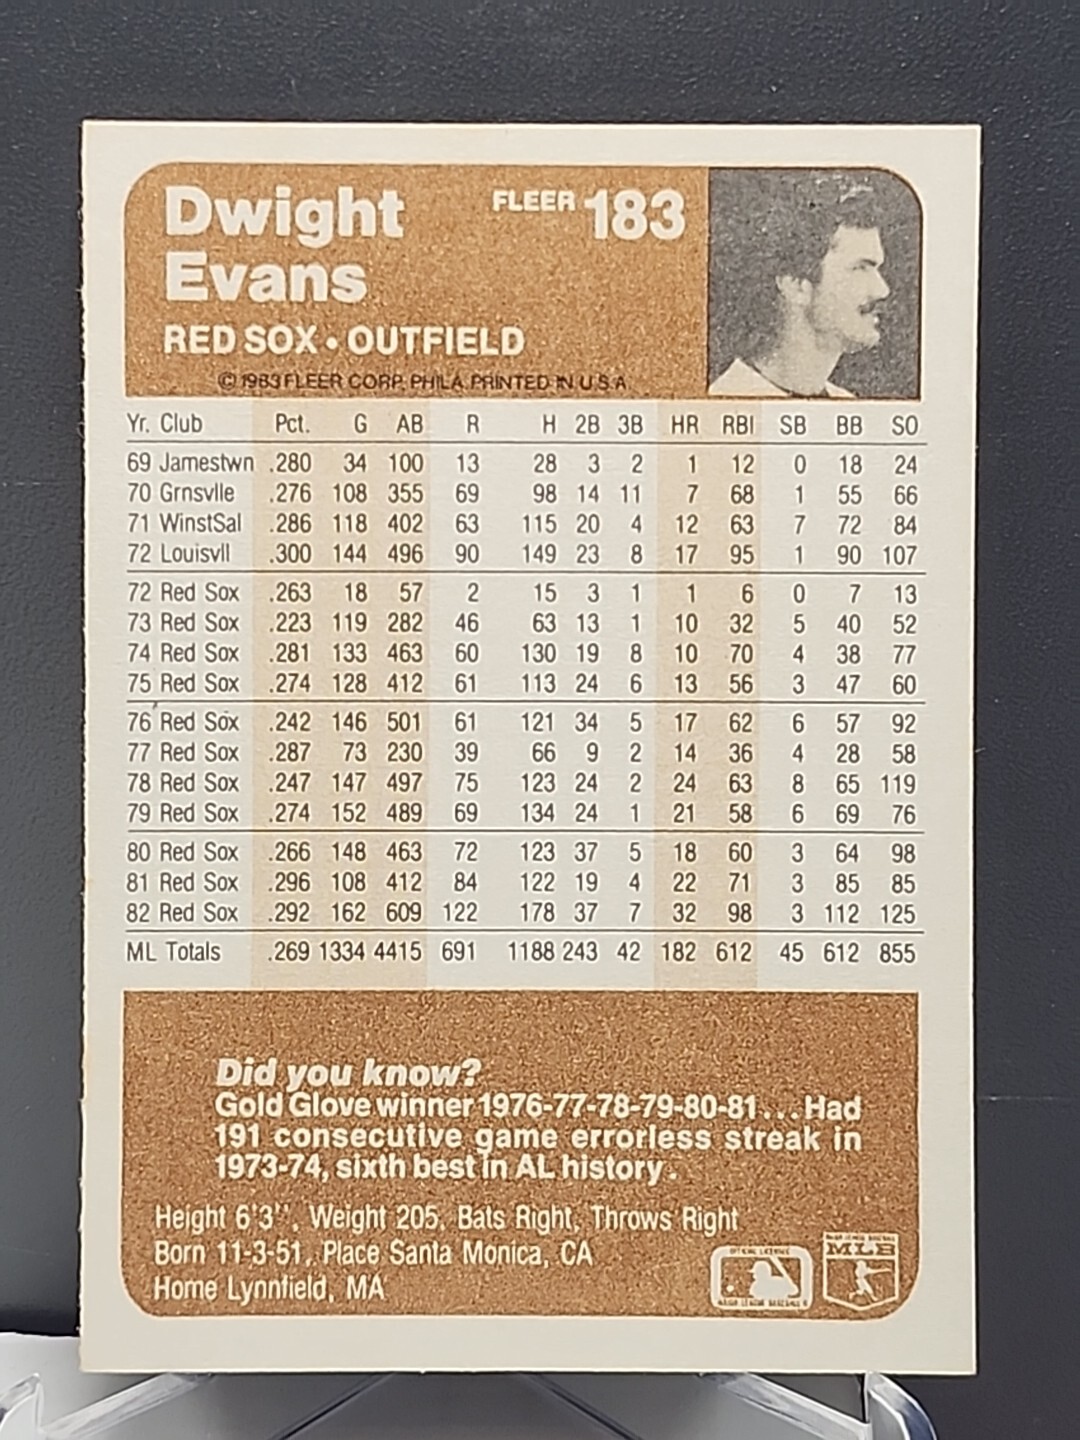 Dwight
Evans
FLEER 183
RED SOX • OUTFIELD
© 1983 FLEER CORP. PHILA. PRINTED IN U.S.A.
Yr. Club Pct. G AB R H 2B 3B HR RBI SB BB SO
69 Jamestwn .280 34 100 13 28 3 2 1 12 0 18 24
70 Grnsvlle .276 108 355 69 98 14 11 7 68 1 55 66
71 WinstSal .286 118 402 63 115 20 4 12 63 7 72 84
72 Louisvll .300 144 496 90 149 23 8 17 95 1 90 107
72 Red Sox .263 18 57 2 15 3 1 1 6 0 7 13
73 Red Sox .223 119 282 46 63 13 1 10 32 5 40 52
74 Red Sox .281 133 463 60 130 19 8 10 70 4 38 77
75 Red Sox .274 128 412 61 113 24 6 13 56 3 47 60
76 Red Sox .242 146 501 61 121 34 5 17 62 6 57 92
77 Red Sox .287 73 230 39 66 9 2 14 36 4 28 58
78 Red Sox .247 147 497 75 123 24 2 24 63 8 65 119
79 Red Sox .274 152 489 69 134 24 1 21 58 6 69 76
80 Red Sox .266 148 463 72 123 37 5 18 60 3 64 98
81 Red Sox .296 108 412 84 122 19 4 22 71 3 85 85
82 Red Sox .292 162 609 122 178 37 7 32 98 3 112 125
ML Totals .269 1334 4415 691 1188 243 42 182 612 45 612 855
Did you know?
Gold Glove winner 1976-77-78-79-80-81... Had
191 consecutive game errorless streak in
1973-74, sixth best in AL history.
Height 6'3", Weight 205, Bats Right, Throws Right
Born 11-3-51, Place Santa Monica, CA
Home Lynnfield, MA
OFFICIAL LICENSEE
MAJOR LEAGUE BASEBALL
MLB